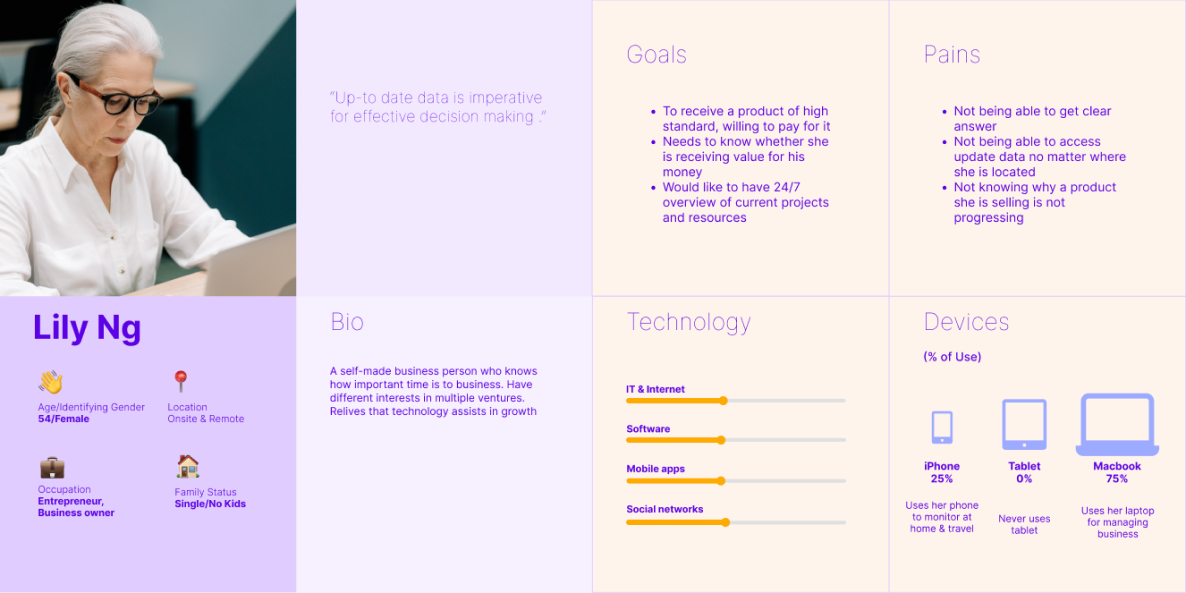 "Up-to date data is imperative
for effective decision making ."
Goals
• To receive a product of high
standard, willing to pay for it
• Needs to know whether she
is receiving value for his
money
• Would like to have 24/7
overview of current projects
and resources
Pains
• Not being able to get clear
answer
• Not being able to access
update data no matter where
she is located
• Not knowing why a product
she is selling is not
progressing
Lily Ng
Age/Identifying Gender
54/Female
Location
Onsite & Remote
Occupation
Entrepreneur,
Business owner
Family Status
Single/No Kids
Bio
A self-made business person who knows
how important time is to business. Have
different interests in multiple ventures.
Relives that technology assists in growth
Technology
IT & Internet
Software
Mobile apps
Social networks
Devices
(% of Use)
iPhone
25%
Uses her phone
to monitor at
home & travel
Tablet
0%
Never uses
tablet
Macbook
75%
Uses her laptop
for managing
business